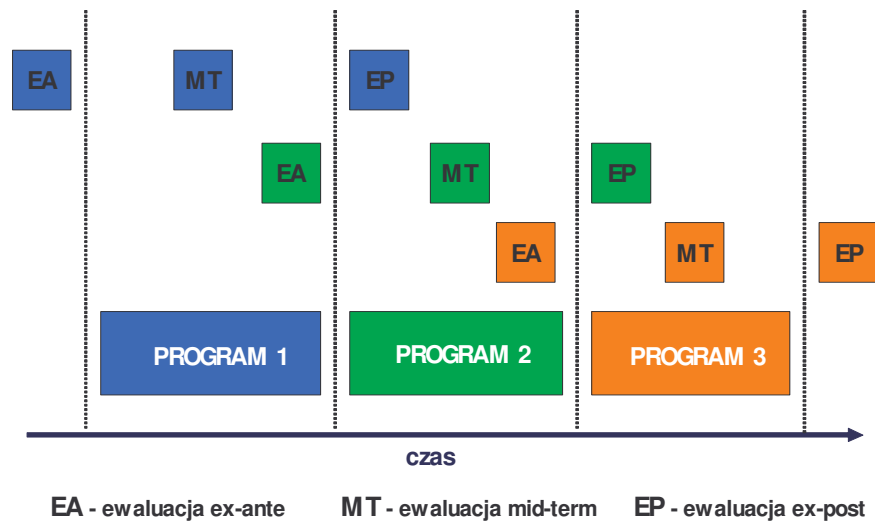 EA MT EP
EA MT EP
EA MT EP
PROGRAM 1 PROGRAM 2 PROGRAM 3
czas
EA - ewaluacja ex-ante MT - ewaluacja mid-term EP - ewaluacja ex-post